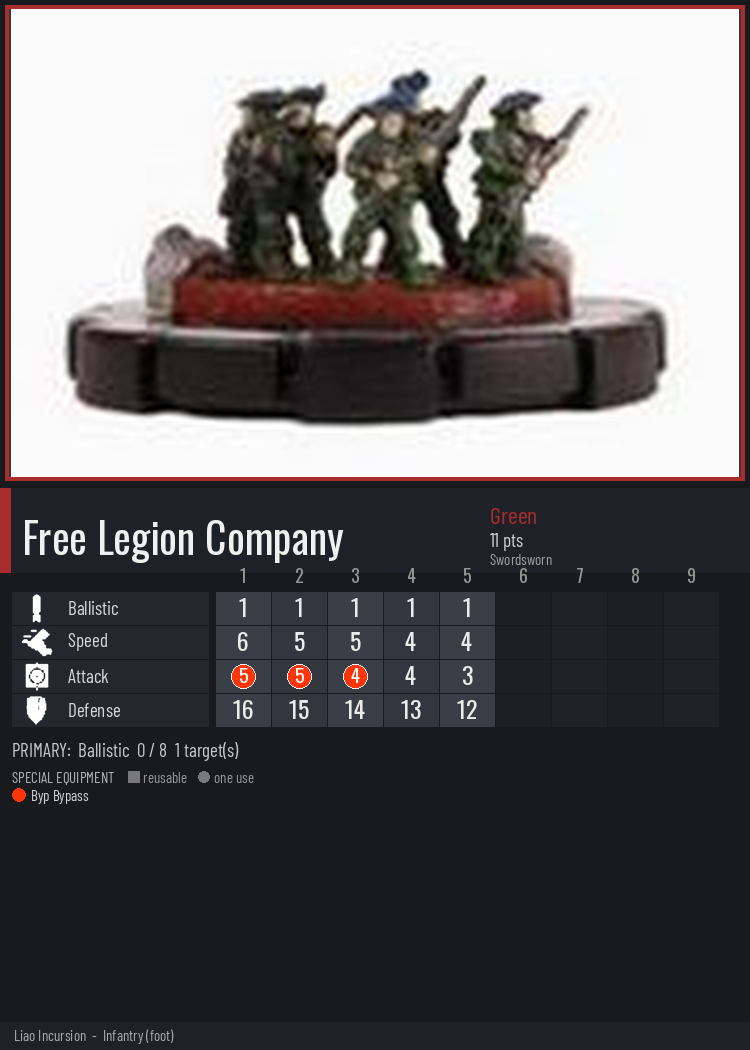 Free Legion Company
Green
11 pts
Swordsworn
1 2 3 4 5 6 7 8 9
Ballistic 1 1 1 1 1
Speed 6 5 5 4 4
Attack 5 5 4 4 3
Defense 16 15 14 13 12
PRIMARY: Ballistic 0 / 8 1 target(s)
SPECIAL EQUIPMENT reusable one use
Byp Bypass
Liao Incursion - Infantry (foot)